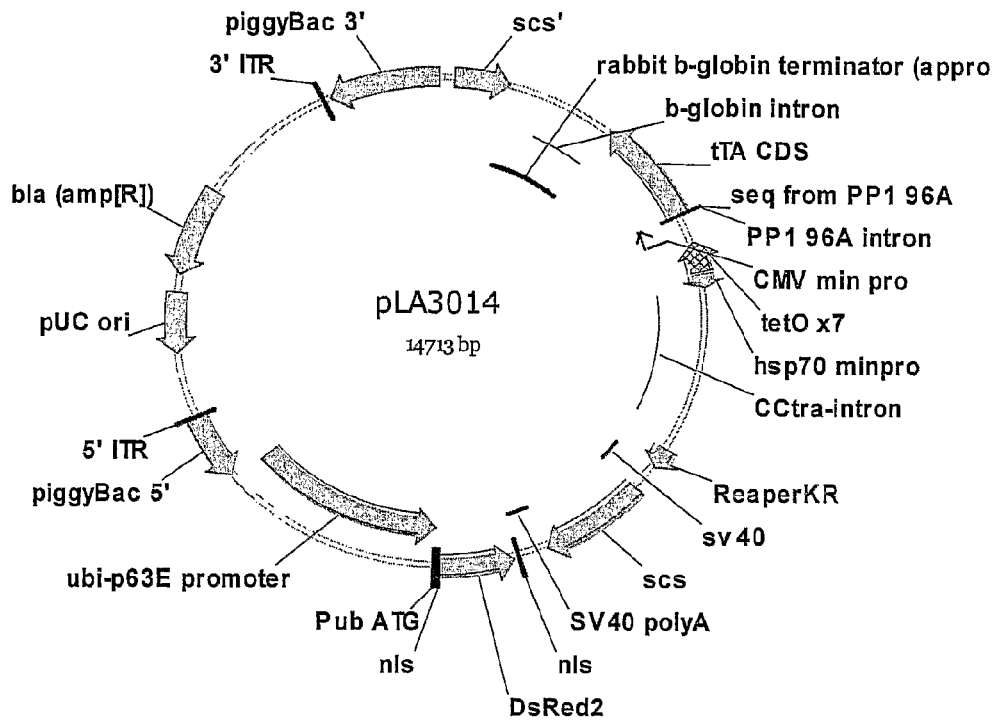 piggyBac 3'
scs'
3' ITR
rabbit b-globin terminator (appro
b-globin intron
tTA CDS
bla (amp[R])
seq from PP1 96A
PP1 96A intron
CMV min pro
pLA3014
14713 bp
pUC ori
tetO x7
hsp70 minpro
CCtra-intron
5' ITR
piggyBac 5'
ReaperKR
sv40
ubi-p63E promoter
scs
Pub ATG
SV40 polyA
nls
nls
DsRed2